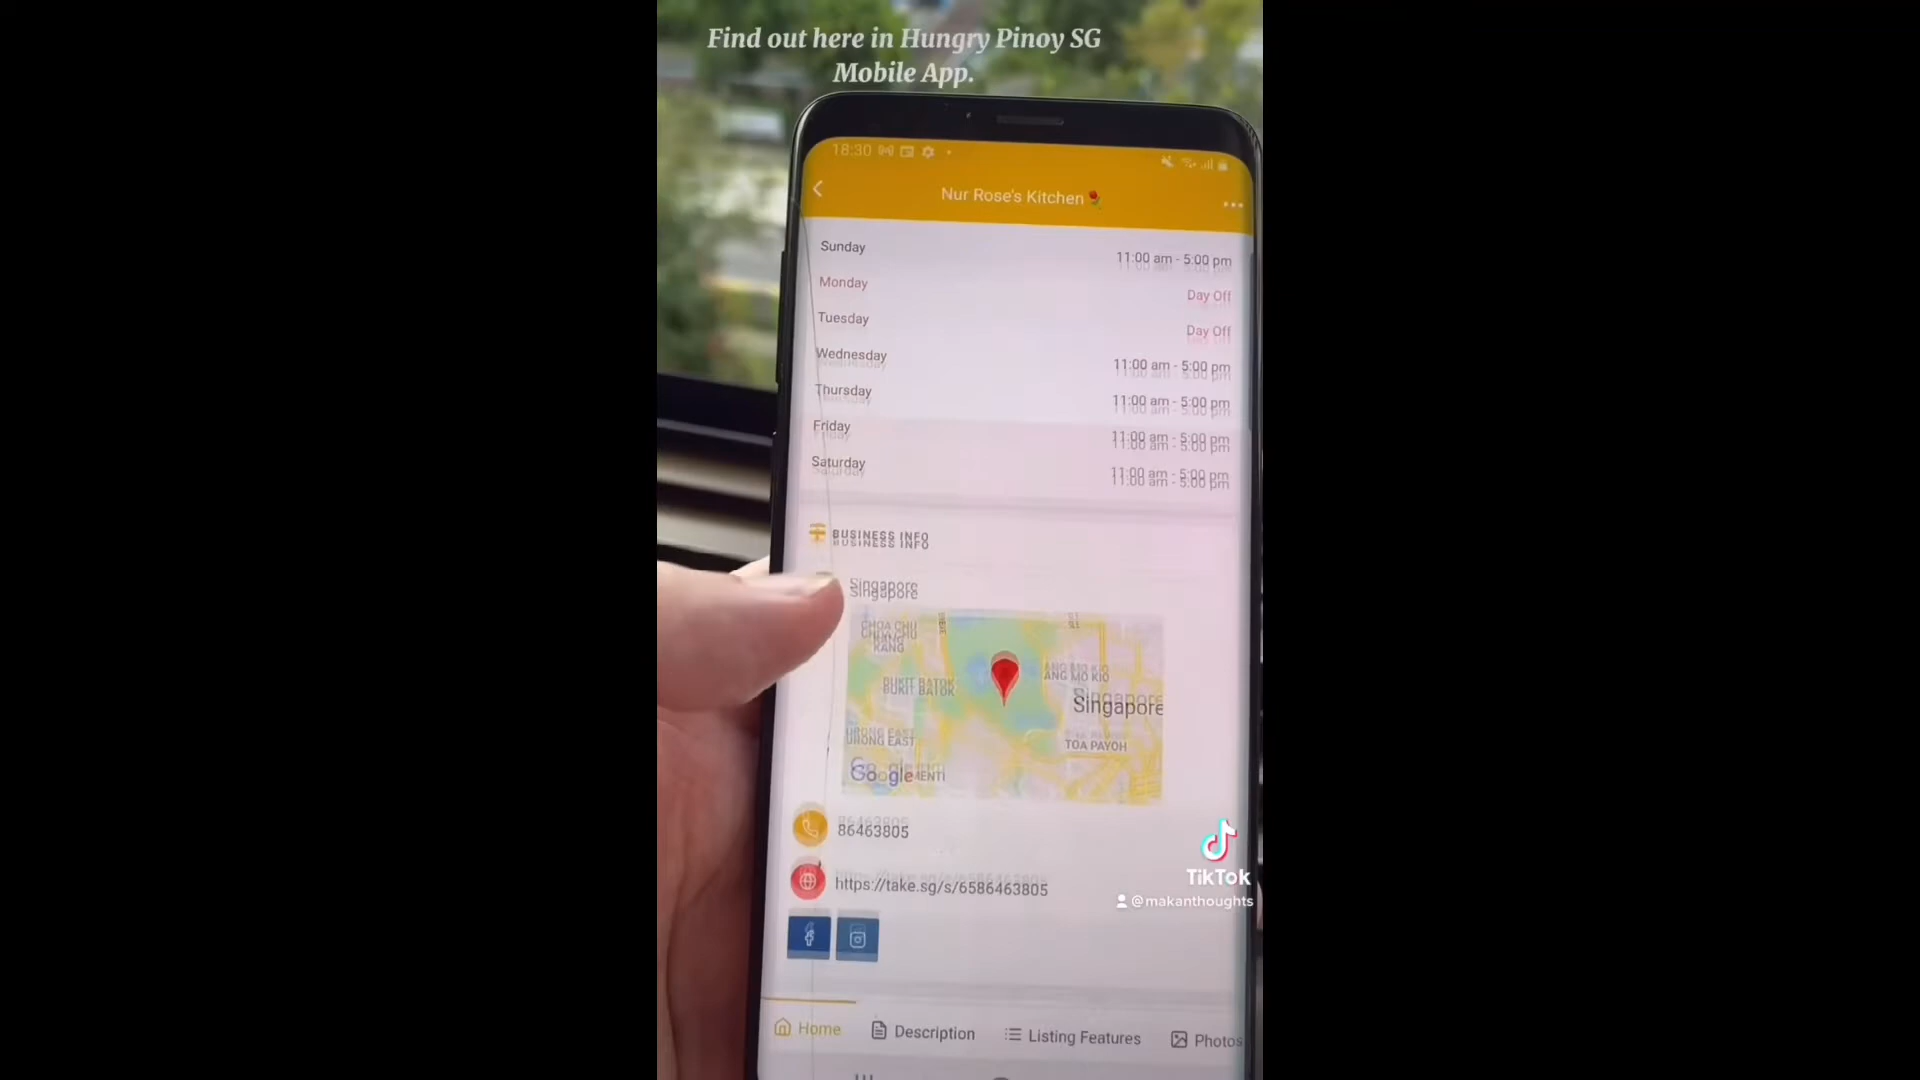 Find out here in Hungry Pinoy SG
Mobile App.
18:30
Nur Rose's Kitchen
Sunday 11:00 am - 5:00 pm
Monday Day Off
Tuesday Day Off
Wednesday 11:00 am - 5:00 pm
Thursday 11:00 am - 5:00 pm
Friday 11:00 am - 5:00 pm
Saturday 11:00 am - 5:00 pm
BUSINESS INFO
Singapore
CHOA CHU
KANG
ANG MO KIO
BUKIT BATOK
Singapore
URONG EAST
TOA PAYOH
Google
ENTI
86463805
https://take.sg/s/6586463805
TikTok
@makanthoughts
Home Description Listing Features Photos